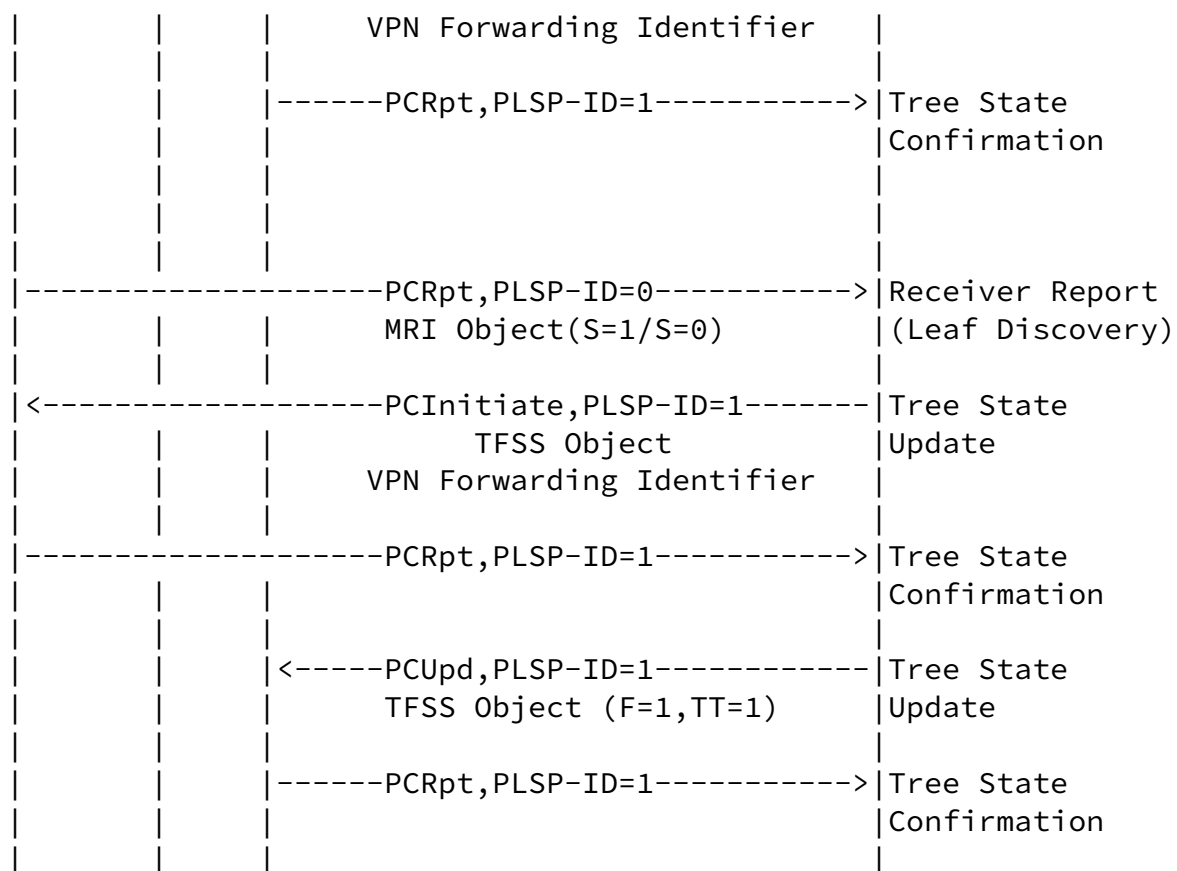 |       |     |     VPN Forwarding Identifier   |
|       |     |                                 |
|       |     |------PCRpt,PLSP-ID=1----------->|Tree State
|       |     |                                 |Confirmation
|       |     |                                 |
|       |     |                                 |
|       |     |                                 |
|--------------------PCRpt,PLSP-ID=0----------->|Receiver Report
|       |     |      MRI Object(S=1/S=0)        |(Leaf Discovery)
|       |     |                                 |
|<-------------------PCInitiate,PLSP-ID=1-------|Tree State
|       |     |           TFSS Object           |Update
|       |     |     VPN Forwarding Identifier   |
|       |     |                                 |
|--------------------PCRpt,PLSP-ID=1----------->|Tree State
|       |     |                                 |Confirmation
|       |     |                                 |
|       |     |<-----PCUpd,PLSP-ID=1------------|Tree State
|       |     |      TFSS Object (F=1,TT=1)     |Update
|       |     |                                 |
|       |     |------PCRpt,PLSP-ID=1----------->|Tree State
|       |     |                                 |Confirmation
|       |     |                                 |